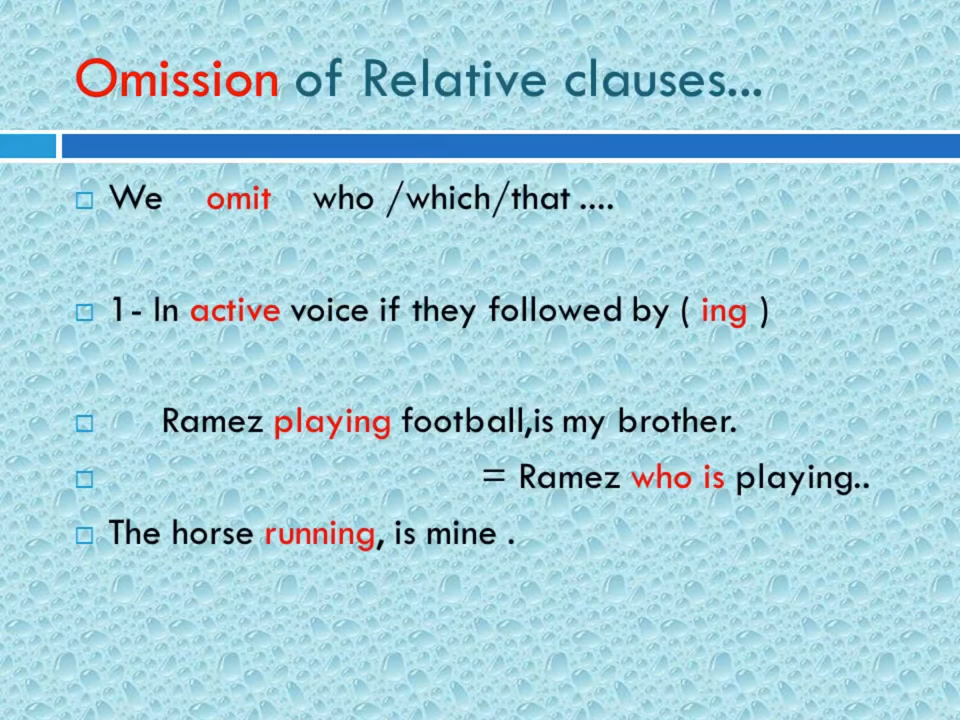 Omission of Relative clauses...
We omit who /which/that ....
1- In active voice if they followed by ( ing )
Ramez playing football,is my brother.
= Ramez who is playing..
The horse running, is mine .